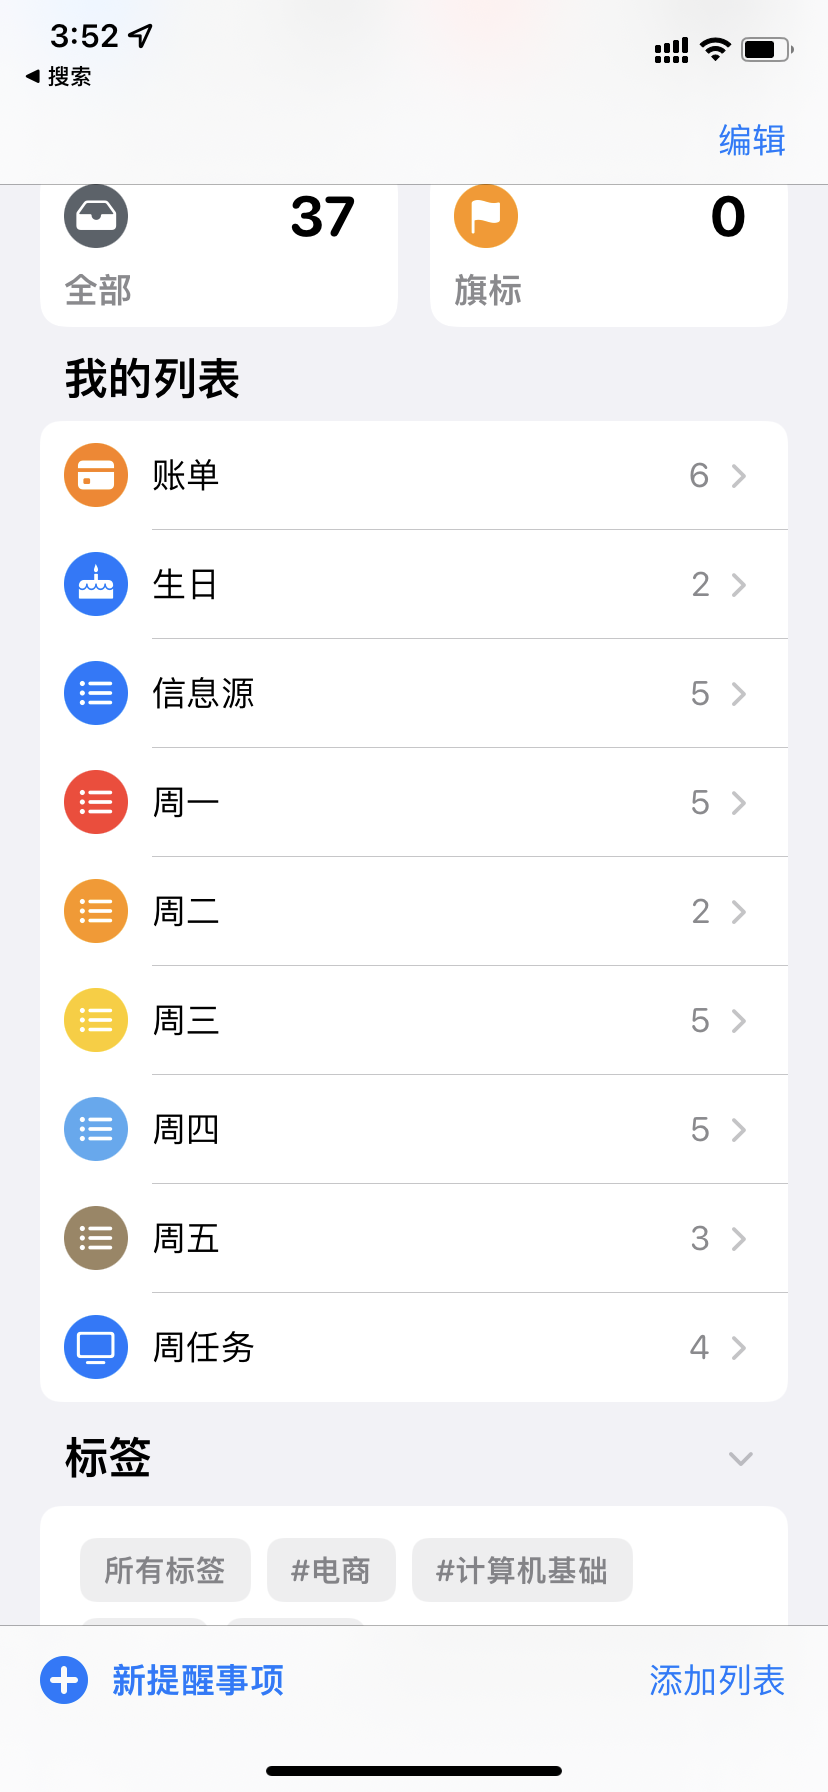 3:52
搜索
编辑
37
0
全部
旗标
我的列表
账单
6
生日
2
信息源
5
周一
5
周二
2
周三
5
周四
5
周五
3
周任务
4
标签
所有标签 #电商 #计算机基础
新提醒事项
添加列表